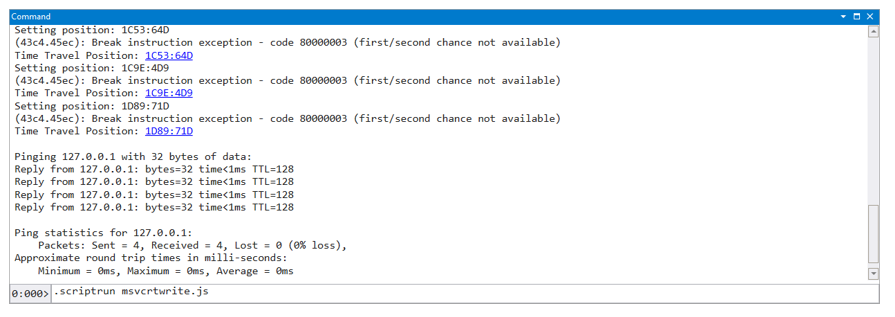 Command
Setting position: 1C53:64D
(43c4.45ec): Break instruction exception - code 80000003 (first/second chance not available)
Time Travel Position: 1C53:64D
Setting position: 1C9E:4D9
(43c4.45ec): Break instruction exception - code 80000003 (first/second chance not available)
Time Travel Position: 1C9E:4D9
Setting position: 1D89:71D
(43c4.45ec): Break instruction exception - code 80000003 (first/second chance not available)
Time Travel Position: 1D89:71D
Pinging 127.0.0.1 with 32 bytes of data:
Reply from 127.0.0.1: bytes=32 time<1ms TTL=128
Reply from 127.0.0.1: bytes=32 time<1ms TTL=128
Reply from 127.0.0.1: bytes=32 time<1ms TTL=128
Reply from 127.0.0.1: bytes=32 time<1ms TTL=128
Ping statistics for 127.0.0.1:
Packets: Sent = 4, Received = 4, Lost = 0 (0% loss),
Approximate round trip times in milli-seconds:
Minimum = 0ms, Maximum = 0ms, Average = 0ms
0:000> .scriptrun msvcrtwrite.js